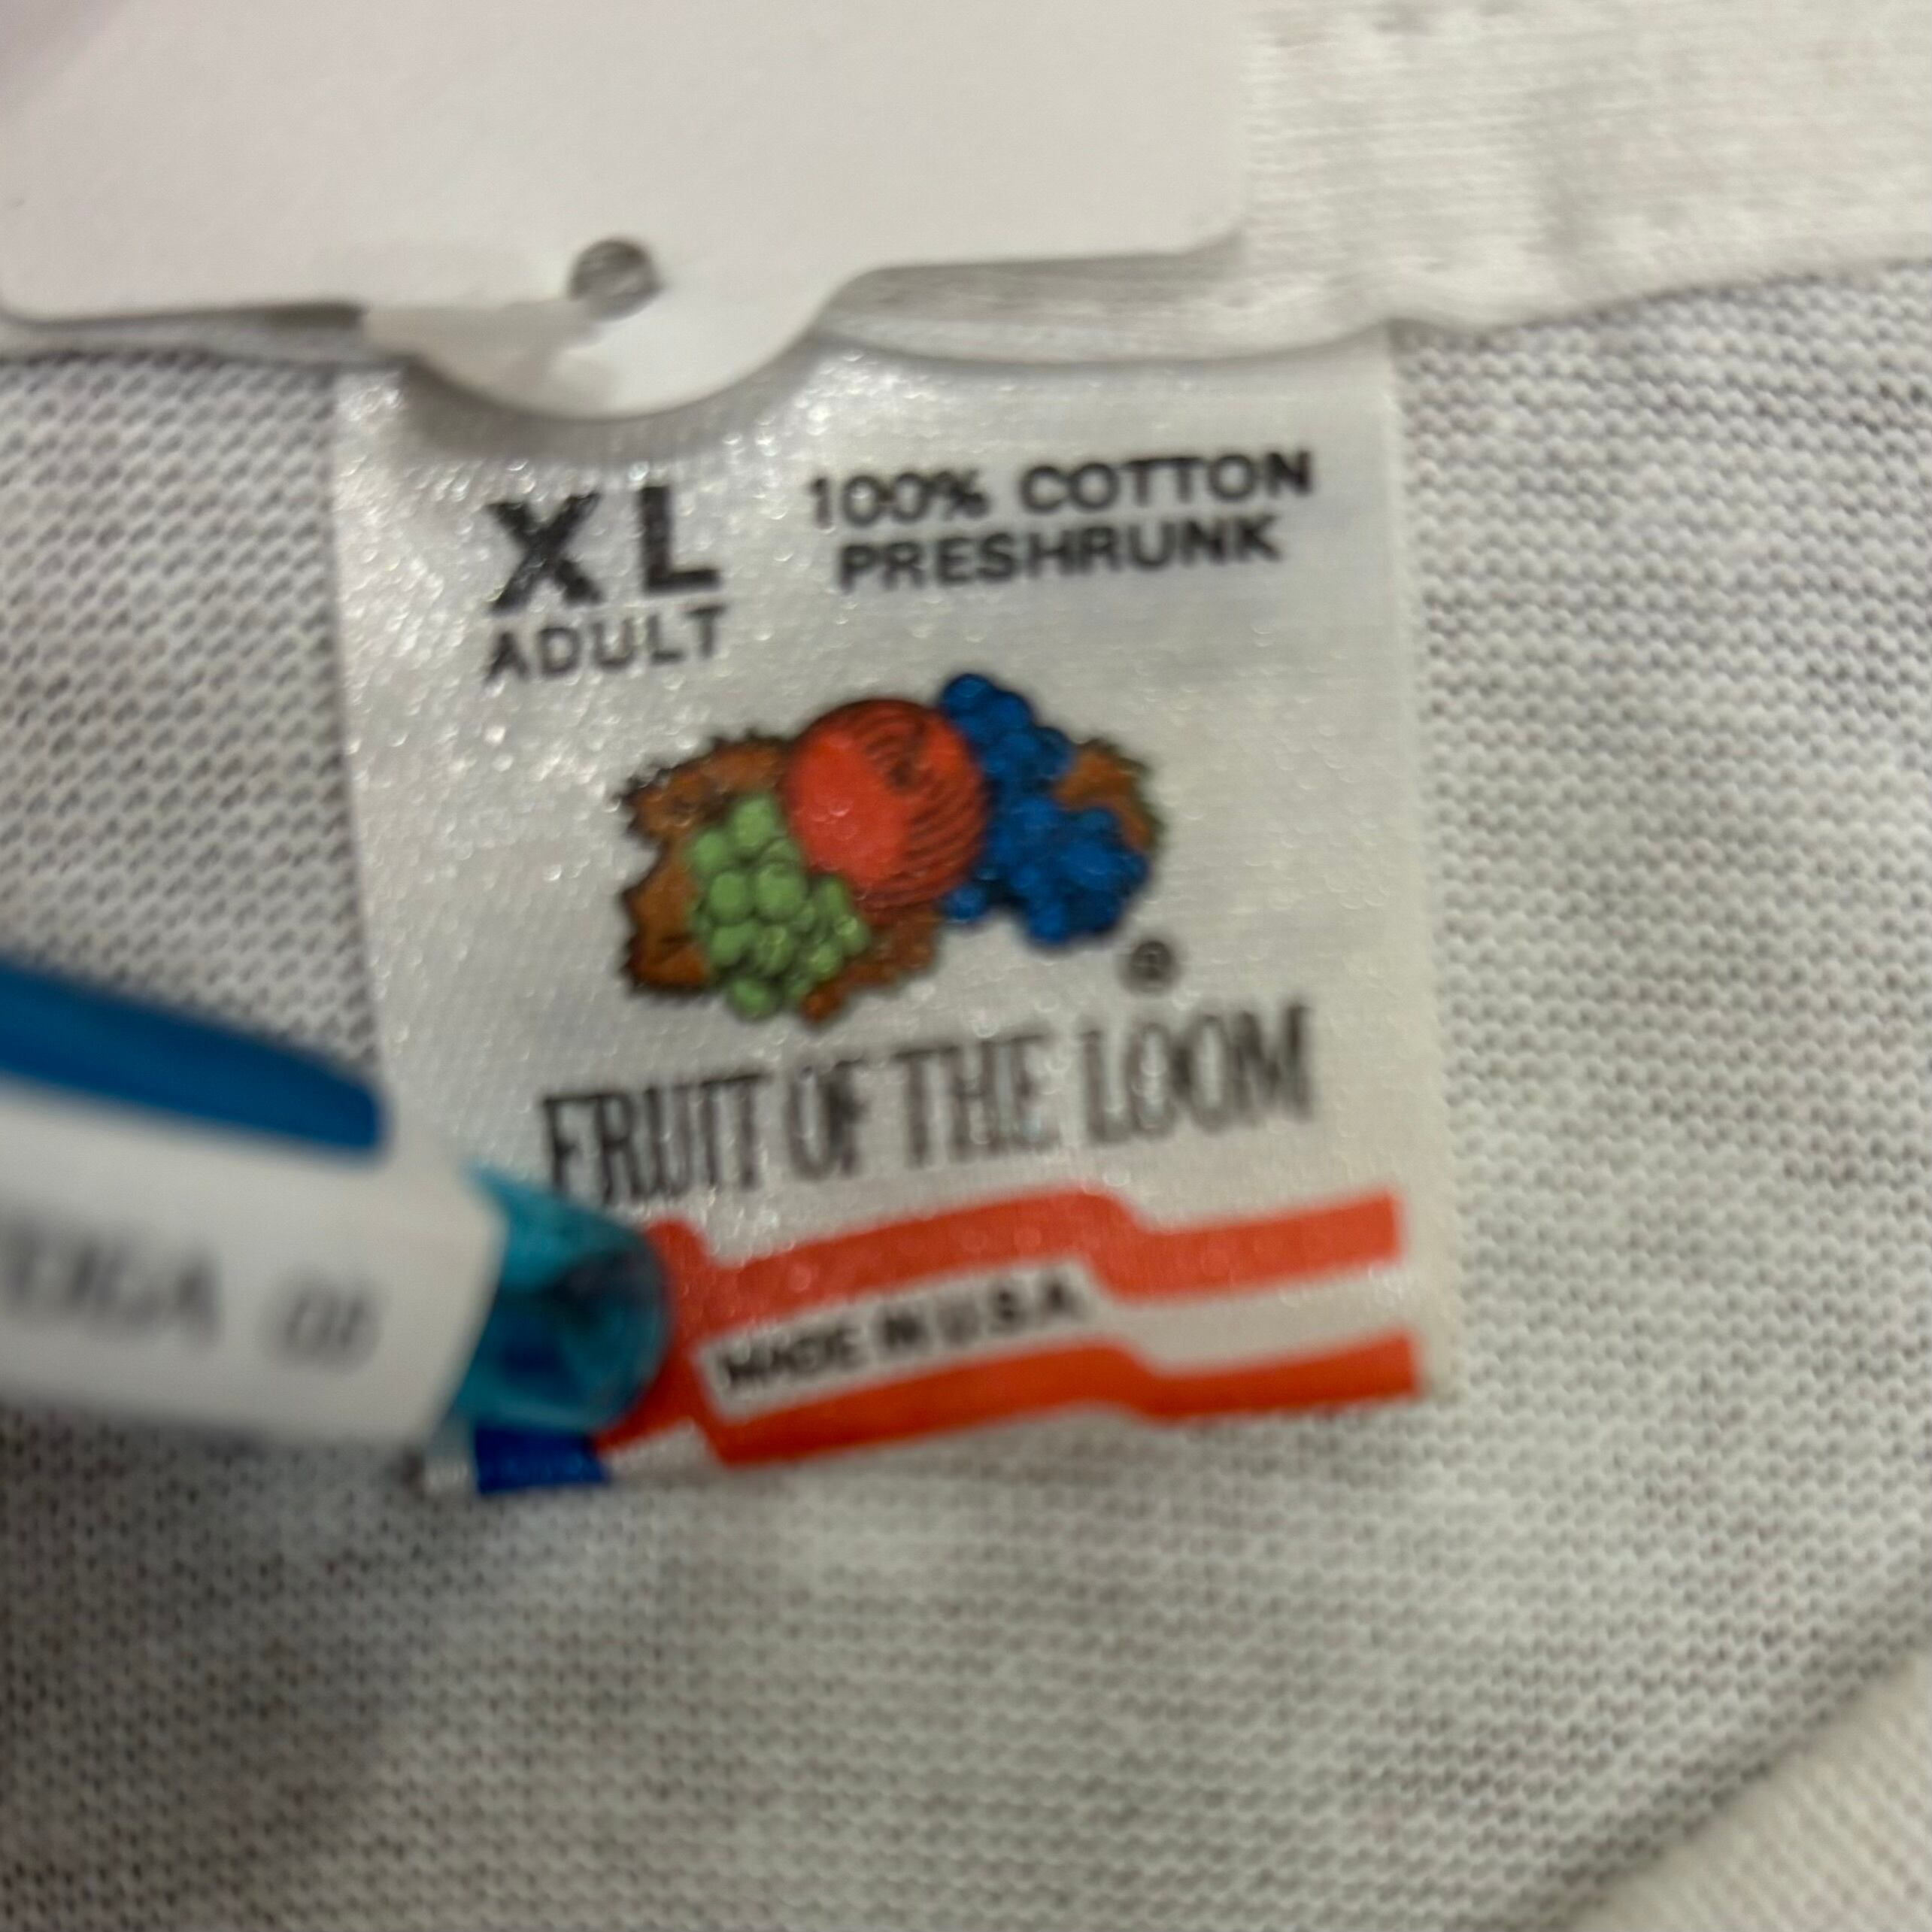 XL
ADULT
100% COTTON
PRESHRUNK
®
FRUIT OF THE LOOM
MADE IN U.S.A.